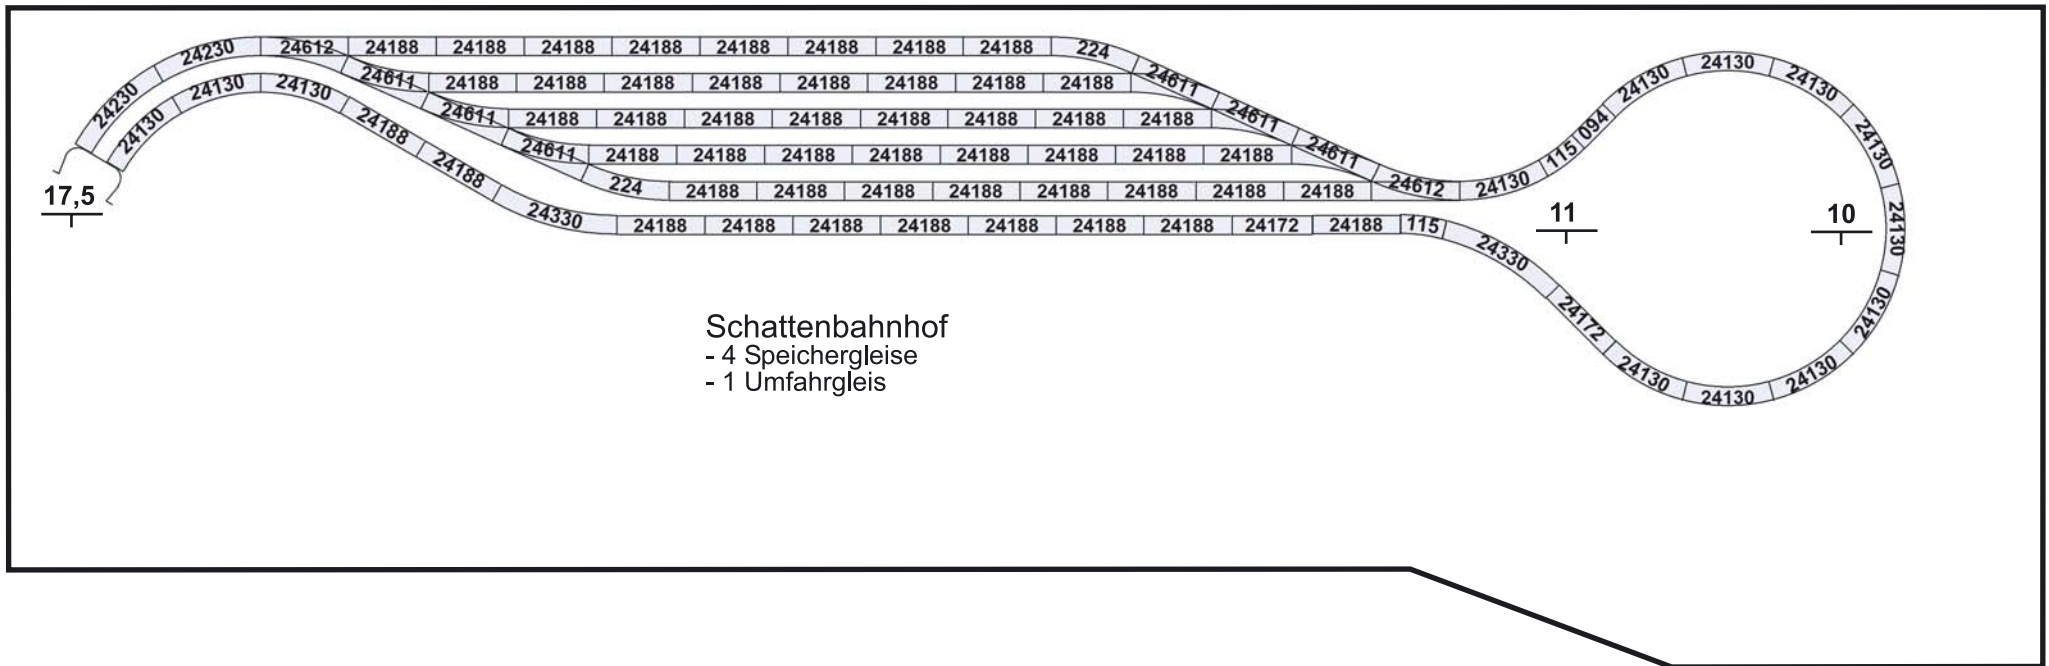 24230 24612 24188 24188 24188 24188 24188 24188 24188 24188 224
24230 24130 24130 24611 24188 24188 24188 24188 24188 24188 24188 24188 24611 24130 24130 24130
24130 24188 24611 24188 24188 24188 24188 24188 24188 24188 24188 24611 094 24130
24188 24611 24188 24188 24188 24188 24188 24188 24188 24188 24611 115
17,5 224 24188 24188 24188 24188 24188 24188 24188 24188 24612 24130
24330 24188 24188 24188 24188 24188 24188 24188 24172 24188 115 11 10 24130
24330
24172 24130
24130 24130 24130
Schattenbahnhof
- 4 Speichergleise
- 1 Umfahrgleis